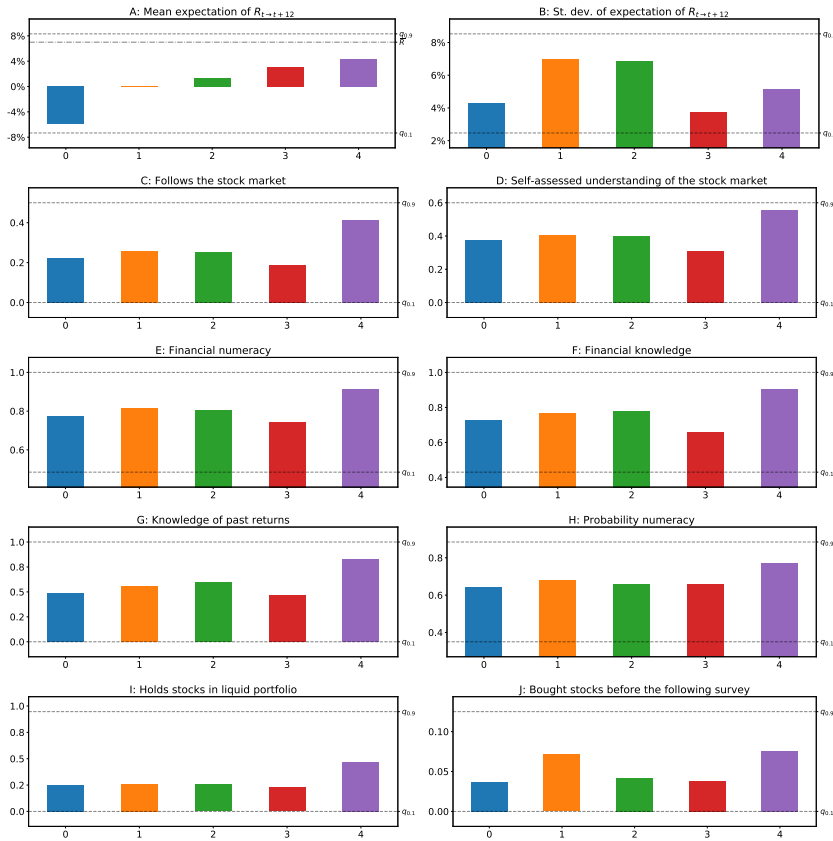 A: Mean expectation of R_{t→t+12}
8%
4%
0%
-4%
-8%
q_{0.9}
R̄
q_{0.1}
0 1 2 3 4
B: St. dev. of expectation of R_{t→t+12}
8%
6%
4%
2%
0 1 2 3 4
C: Follows the stock market
0.4
0.2
0.0
q_{0.9}
q_{0.1}
0 1 2 3 4
D: Self-assessed understanding of the stock market
0.6
0.4
0.2
0.0
q_{0.9}
q_{0.1}
0 1 2 3 4
E: Financial numeracy
1.0
0.8
0.6
q_{0.9}
q_{0.1}
0 1 2 3 4
F: Financial knowledge
1.0
0.8
0.6
0.4
q_{0.9}
q_{0.1}
0 1 2 3 4
G: Knowledge of past returns
1.0
0.8
0.5
0.2
0.0
q_{0.9}
q_{0.1}
0 1 2 3 4
H: Probability numeracy
0.8
0.6
0.4
q_{0.9}
q_{0.1}
0 1 2 3 4
I: Holds stocks in liquid portfolio
1.0
0.8
0.5
0.2
0.0
q_{0.9}
q_{0.1}
0 1 2 3 4
J: Bought stocks before the following survey
0.10
0.05
0.00
q_{0.9}
q_{0.1}
0 1 2 3 4